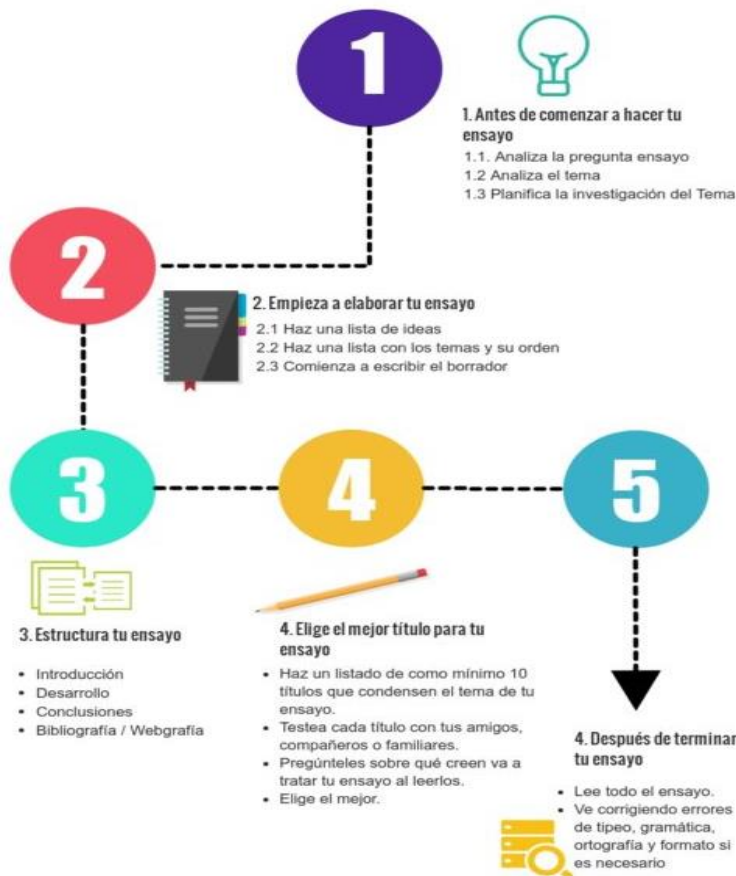 1
1. Antes de comenzar a hacer tu
ensayo
1.1. Analiza la pregunta ensayo
1.2 Analiza el tema
1.3 Planifica la investigación del Tema
2
2. Empieza a elaborar tu ensayo
2.1 Haz una lista de ideas
2.2 Haz una lista con los temas y su orden
2.3 Comienza a escribir el borrador
3
3. Estructura tu ensayo
• Introducción
• Desarrollo
• Conclusiones
• Bibliografía / Webgrafía
4
4. Elige el mejor título para tu
ensayo
• Haz un listado de como mínimo 10
títulos que condensen el tema de tu
ensayo.
• Testea cada título con tus amigos,
compañeros o familiares.
• Pregúnteles sobre qué creen va a
tratar tu ensayo al leerlos.
• Elige el mejor.
5
4. Después de terminar
tu ensayo
• Lee todo el ensayo.
• Ve corrigiendo errores
de tipeo, gramática,
ortografía y formato si
es necesario